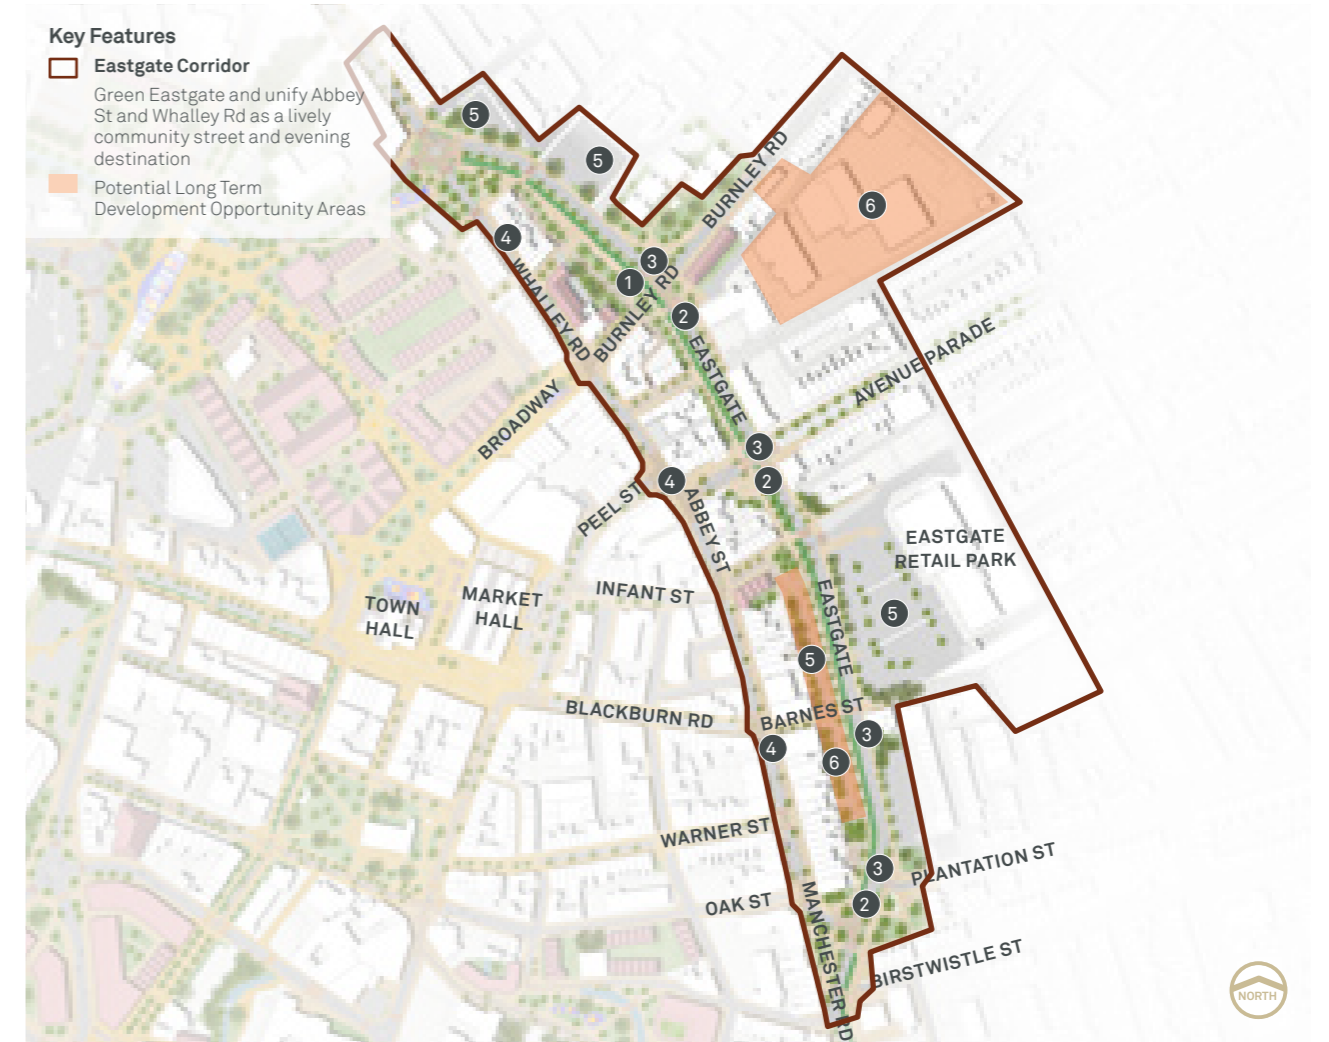 Key Features
Eastgate Corridor
Green Eastgate and unify Abbey
St and Whalley Rd as a lively
community street and evening
destination
Potential Long Term
Development Opportunity Areas
5
5
BURNLEY RD
6
4
3
1
WHALLEY RD
BURNLEY RD
2
EASTGATE
AVENUE PARADE
BROADWAY
3
4
2
PEEL ST
ABBEY ST
EASTGATE
RETAIL PARK
TOWN
HALL
MARKET
HALL
INFANT ST
EASTGATE
5
5
BLACKBURN RD
BARNES ST
3
4
6
WARNER ST
3
PLANTATION ST
OAK ST
2
MANCHESTER RD
BIRSTWISTLE ST
NORTH